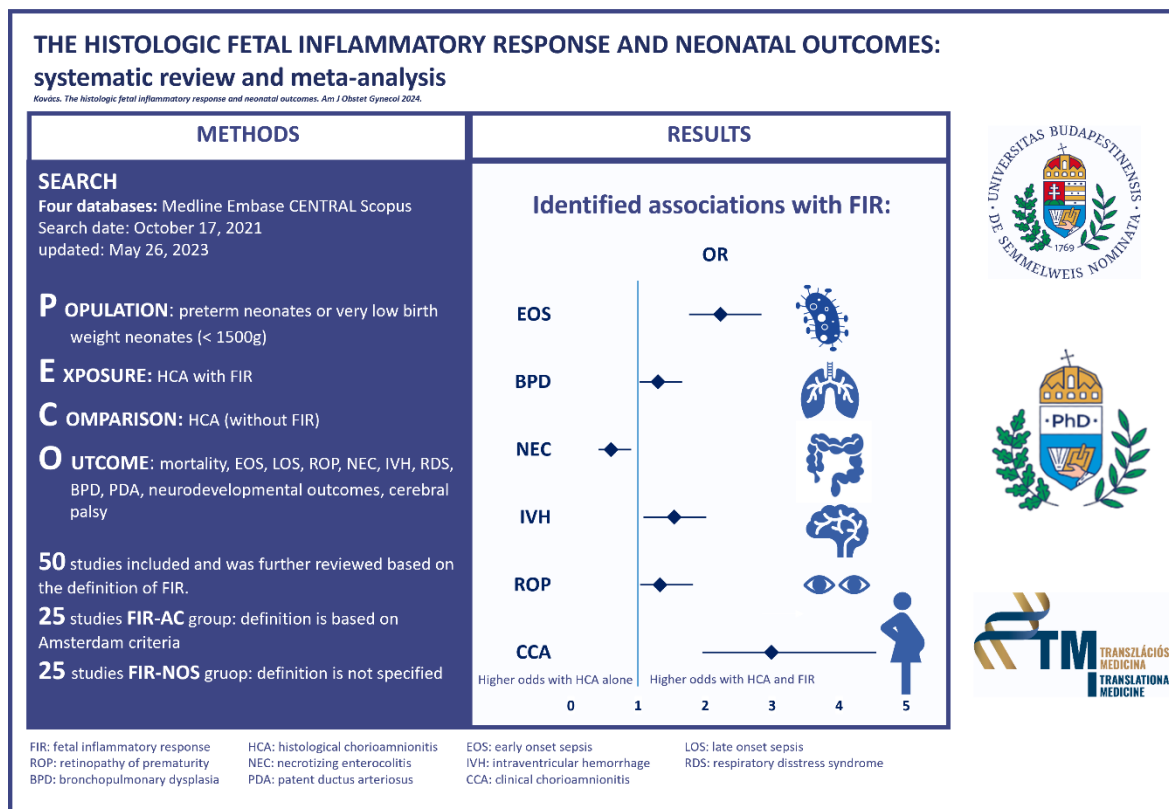 THE HISTOLOGIC FETAL INFLAMMATORY RESPONSE AND NEONATAL OUTCOMES:
systematic review and meta-analysis
Kovács. The histologic fetal inflammatory response and neonatal outcomes. Am J Obstet Gynecol 2024.
METHODS
SEARCH
Four databases: Medline Embase CENTRAL Scopus
Search date: October 17, 2021
updated: May 26, 2023
P OPULATION: preterm neonates or very low birth
weight neonates (< 1500g)
E XPOSURE: HCA with FIR
C OMPARISON: HCA (without FIR)
O UTCOME: mortality, EOS, LOS, ROP, NEC, IVH, RDS,
BPD, PDA, neurodevelopmental outcomes, cerebral
palsy
50 studies included and was further reviewed based on
the definition of FIR.
25 studies FIR-AC group: definition is based on
Amsterdam criteria
25 studies FIR-NOS gruop: definition is not specified
RESULTS
Identified associations with FIR:
OR
EOS
BPD
NEC
IVH
ROP
CCA
Higher odds with HCA alone
Higher odds with HCA and FIR
0 1 2 3 4 5
UNIVERSITAS BUDAPESTINENSIS
DE SEMMELWEIS NOMINATA
1769
PhD
TM
TRANSZLÁCIÓS
MEDICINA
TRANSLATIONAL
MEDICINE
FIR: fetal inflammatory response
ROP: retinopathy of prematurity
BPD: bronchopulmonary dysplasia
HCA: histological chorioamnionitis
NEC: necrotizing enterocolitis
PDA: patent ductus arteriosus
EOS: early onset sepsis
IVH: intraventricular hemorrhage
CCA: clinical chorioamnionitis
LOS: late onset sepsis
RDS: respiratory disstress syndrome